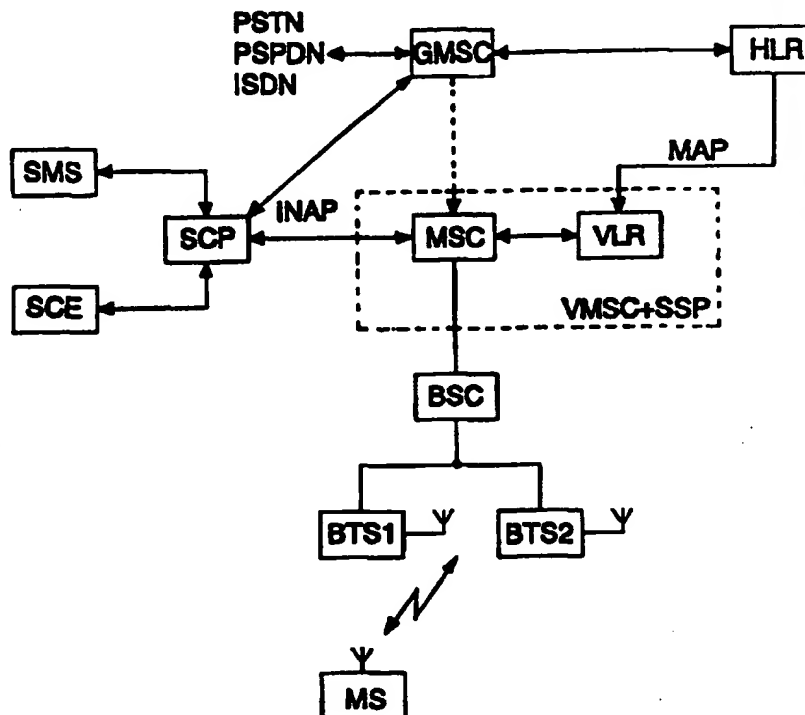 PSTN
PSPDN
ISDN
GMSC
HLR
MAP
SMS
INAP
SCP
MSC
VLR
SCE
VMSC+SSP
BSC
BTS1
BTS2
MS